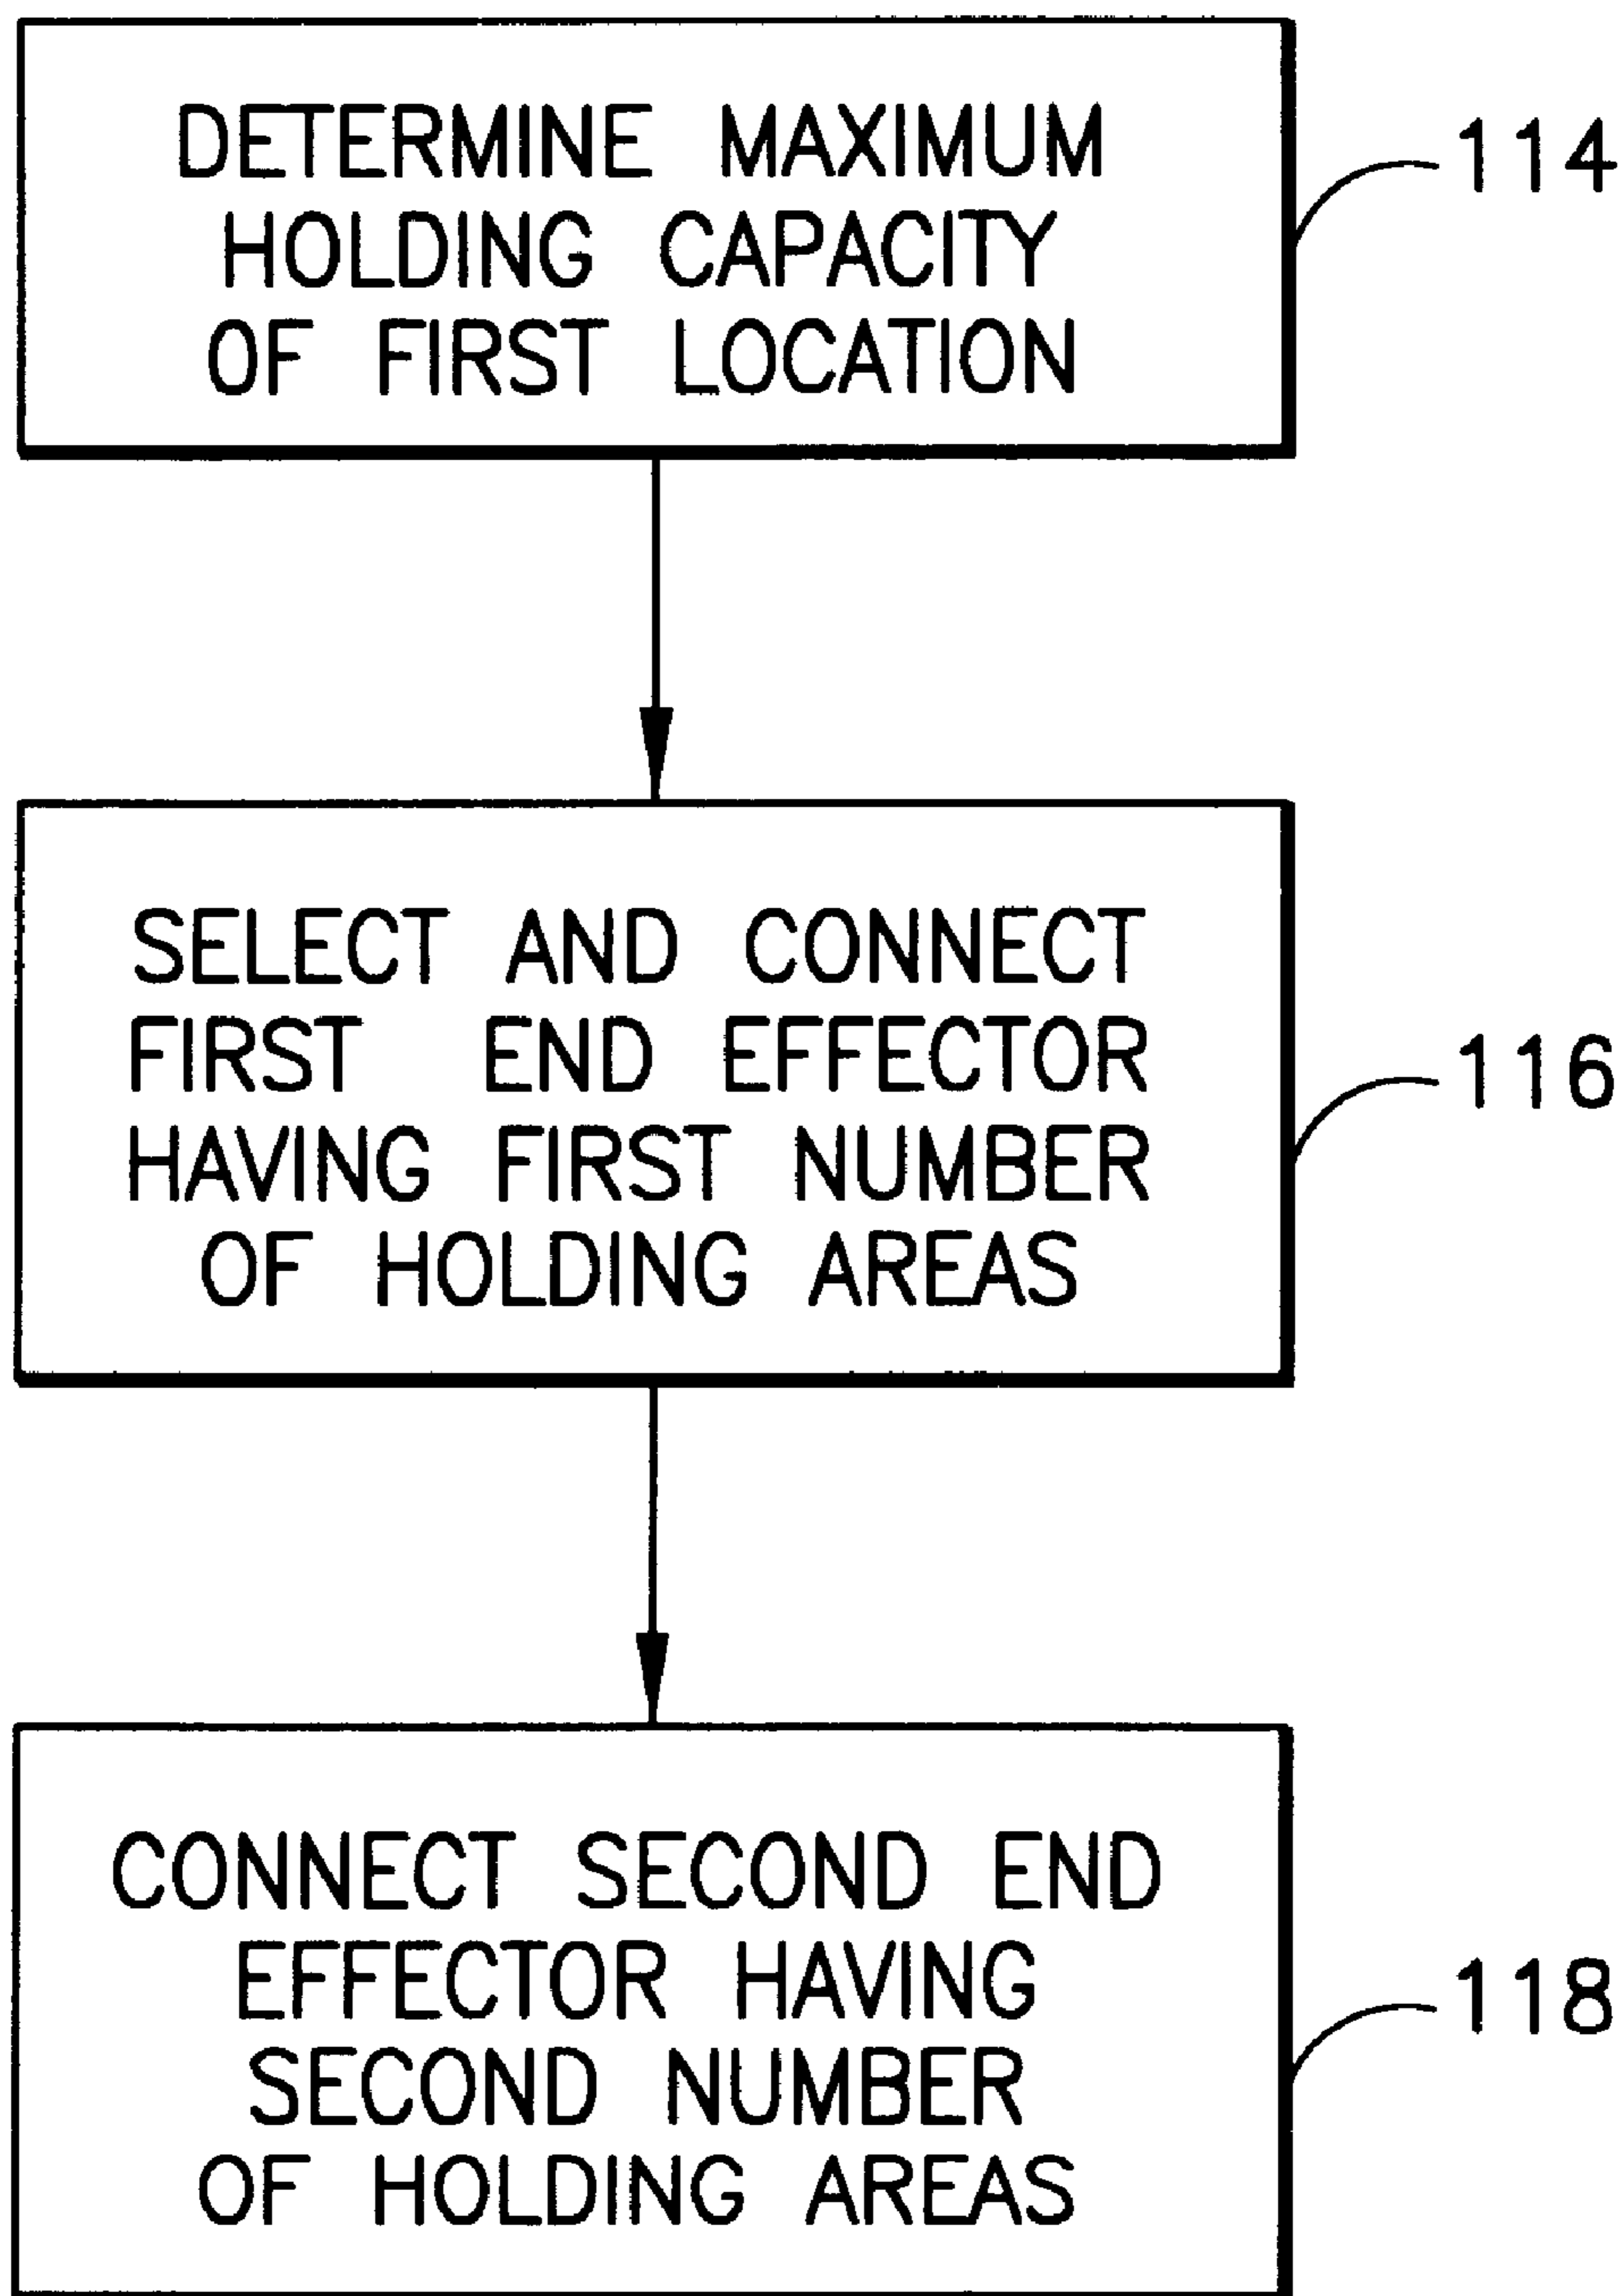 DETERMINE MAXIMUM
HOLDING CAPACITY
OF FIRST LOCATION
114
SELECT AND CONNECT
FIRST END EFFECTOR
HAVING FIRST NUMBER
OF HOLDING AREAS
116
CONNECT SECOND END
EFFECTOR HAVING
SECOND NUMBER
OF HOLDING AREAS
118